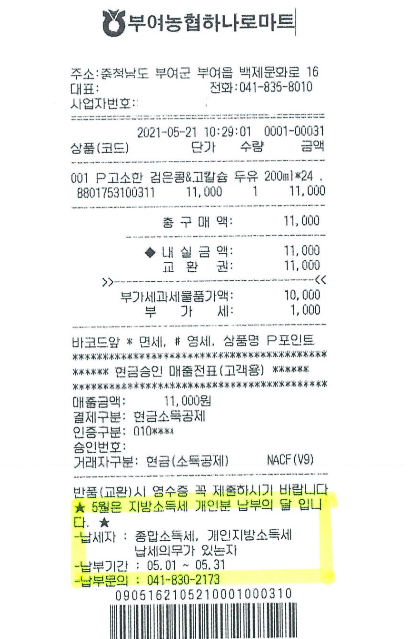 부여농협하나로마트
주소:충청남도 부여군 부여읍 백제문화로 16
대표: 전화:041-835-8010
사업자번호:
2021-05-21 10:29:01 0001-00031
상품(코드) 단가 수량 금액
001 P고소한 검은콩&고칼슘 두유 200ml*24 .
8801753100311 11,000 1 11,000
총 구 매 액: 11,000
◆ 내 실 금 액: 11,000
교 환 권: 11,000
>> <<
부가세과세물품가액: 10,000
부 가 세: 1,000
바코드앞 * 면세, # 영세, 상품명 P포인트
****** 현금승인 매출전표(고객용) ******
매출금액: 11,000원
결제구분: 현금소득공제
인증구분: 010****
승인번호:
거래자구분: 현금(소득공제) NACF(V9)
반품(교환)시 영수증 꼭 제출하시기 바랍니다
★ 5월은 지방소득세 개인분 납부의 달 입니
다. ★
-납세자 : 종합소득세, 개인지방소득세
납세의무가 있는자
-납부기간 : 05.01 ~ 05.31
-납부문의 : 041-830-2173
0905162105210001000310